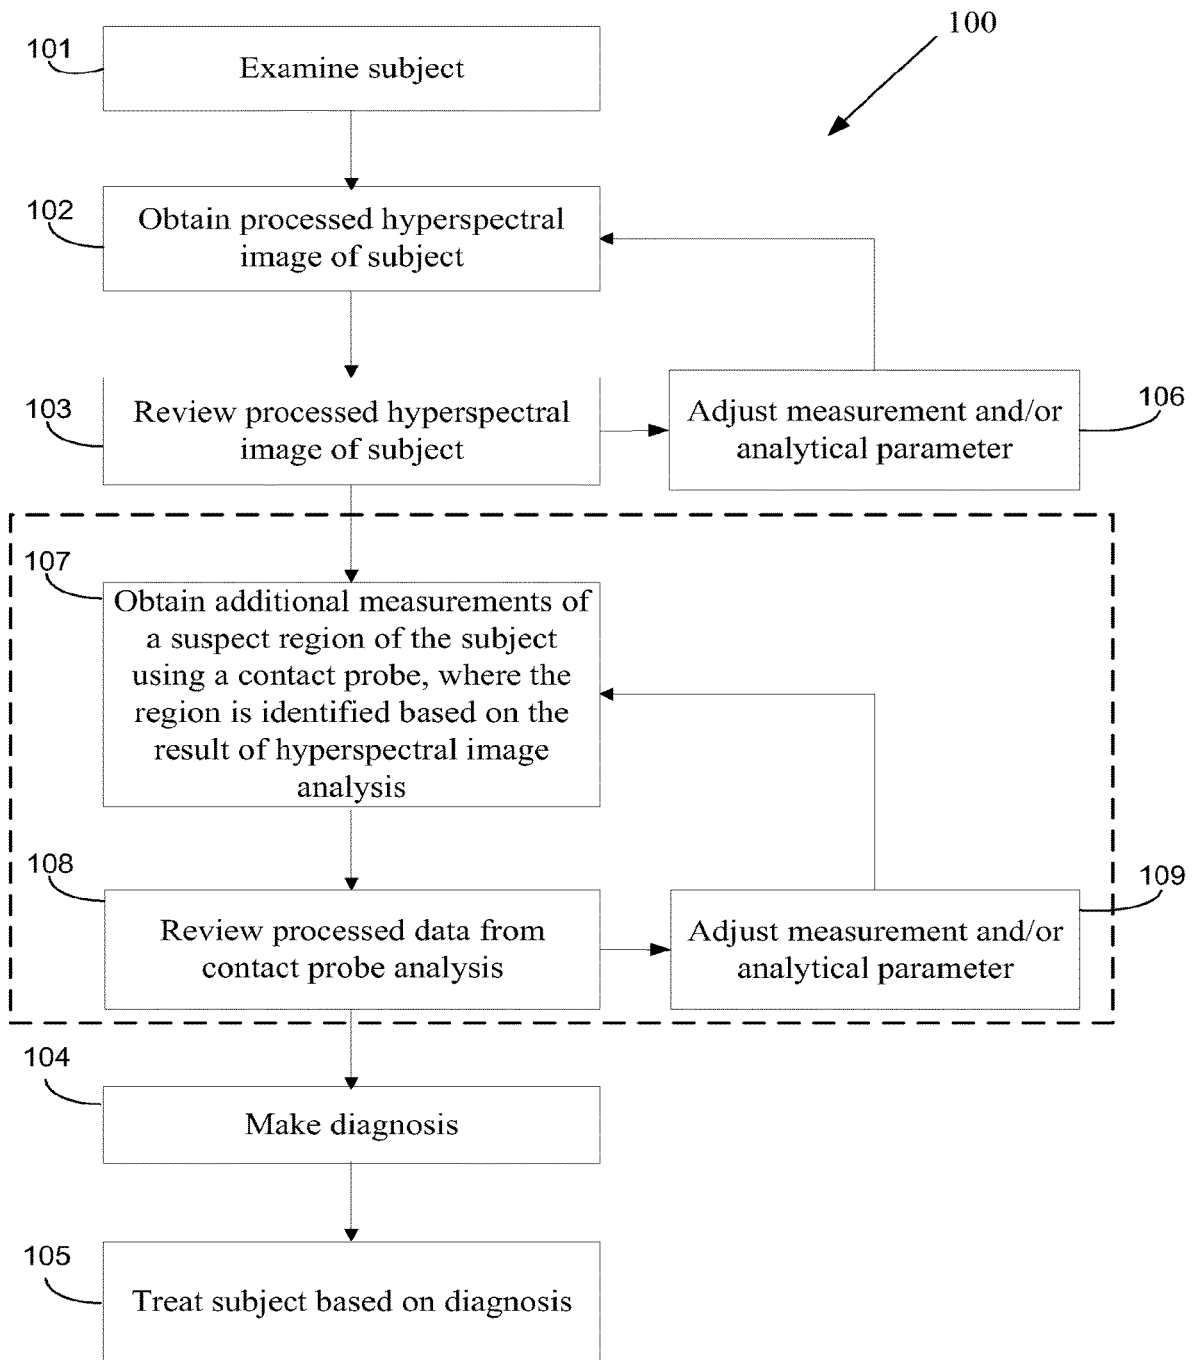 100
101
Examine subject
102
Obtain processed hyperspectral
image of subject
103
Review processed hyperspectral
image of subject
Adjust measurement and/or
analytical parameter
106
107
Obtain additional measurements of
a suspect region of the subject
using a contact probe, where the
region is identified based on the
result of hyperspectral image
analysis
108
Review processed data from
contact probe analysis
Adjust measurement and/or
analytical parameter
109
104
Make diagnosis
105
Treat subject based on diagnosis